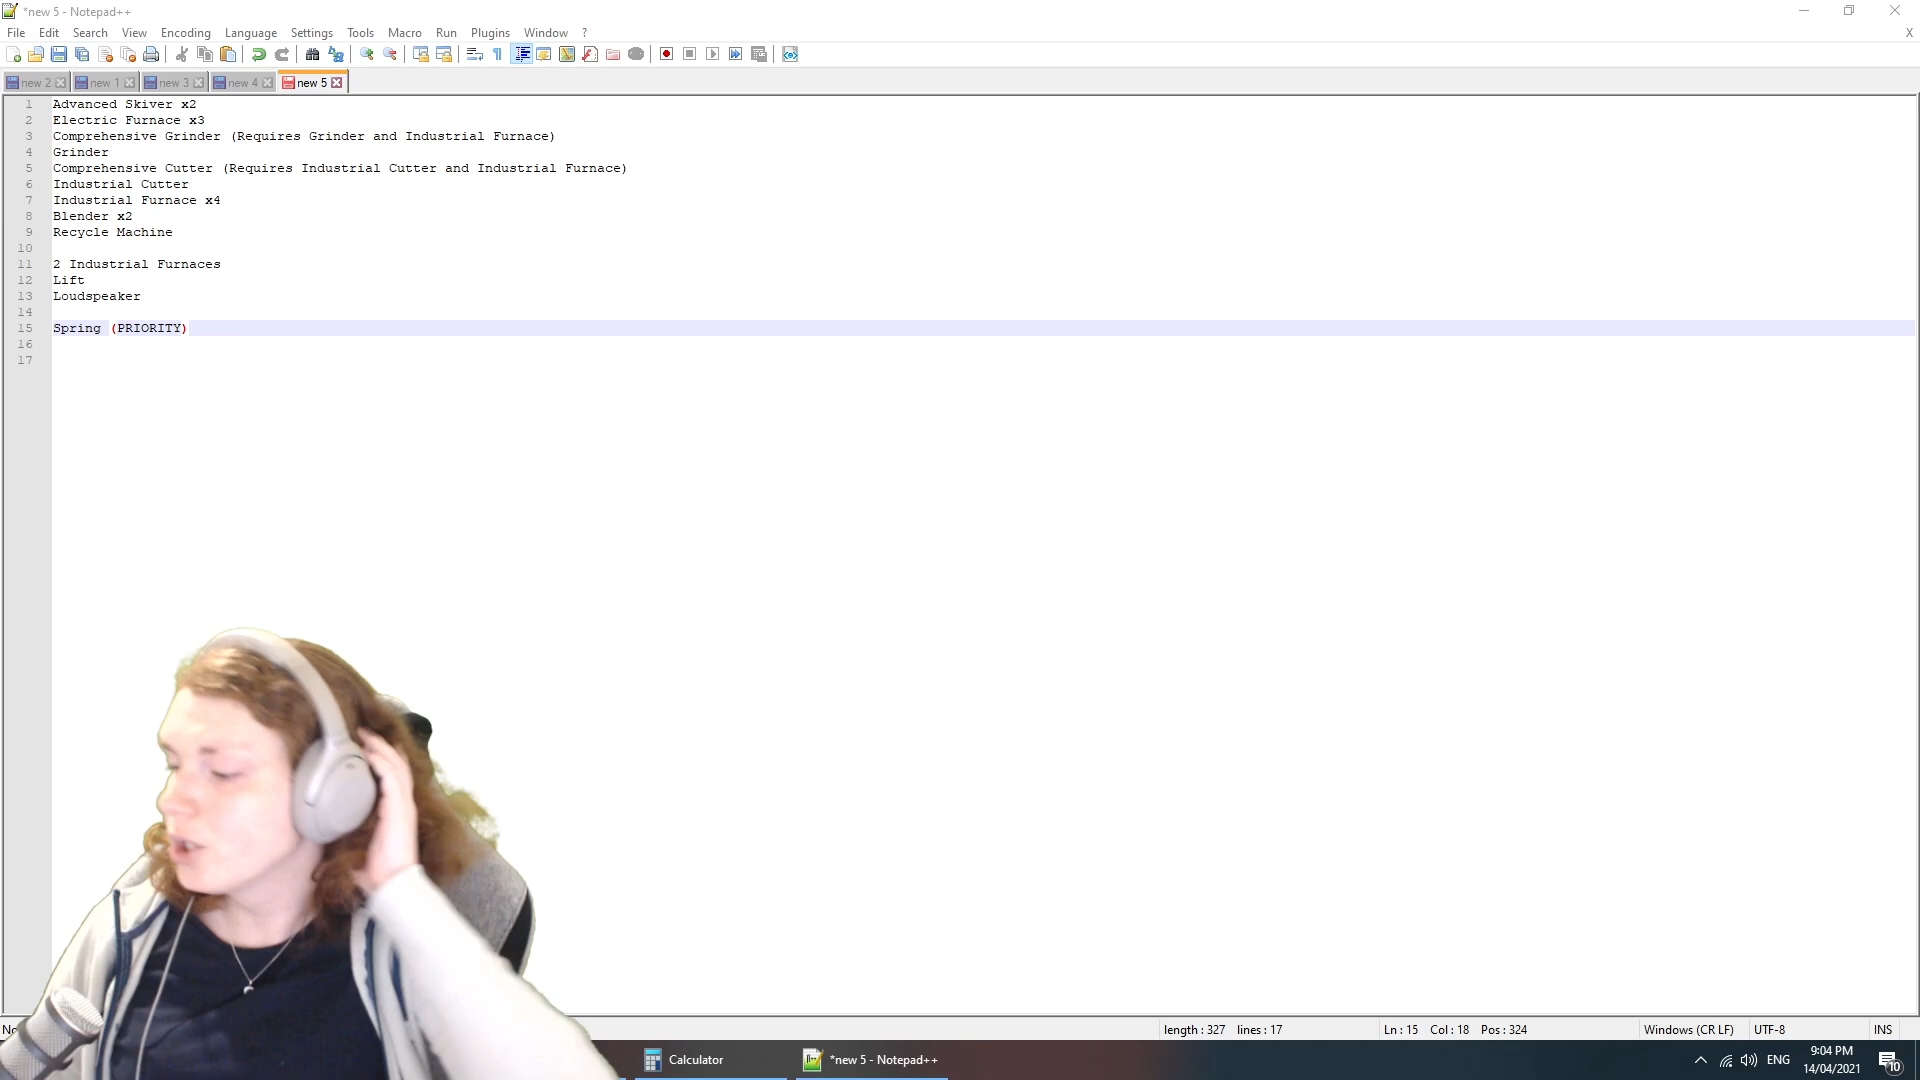 *new 5 - Notepad++
File Edit Search View Encoding Language Settings Tools Macro Run Plugins Window ? X
new 2 new 1 new 3 new 4 new 5
1 Advanced Skiver x2
2 Electric Furnace x3
3 Comprehensive Grinder (Requires Grinder and Industrial Furnace)
4 Grinder
5 Comprehensive Cutter (Requires Industrial Cutter and Industrial Furnace)
6 Industrial Cutter
7 Industrial Furnace x4
8 Blender x2
9 Recycle Machine
10
11 2 Industrial Furnaces
12 Lift
13 Loudspeaker
14
15 Spring (PRIORITY)
16
17
length : 327 lines : 17 Ln : 15 Col : 18 Pos : 324 Windows (CR LF) UTF-8 INS
Calculator *new 5 - Notepad++ ENG 9:04 PM
14/04/2021 10